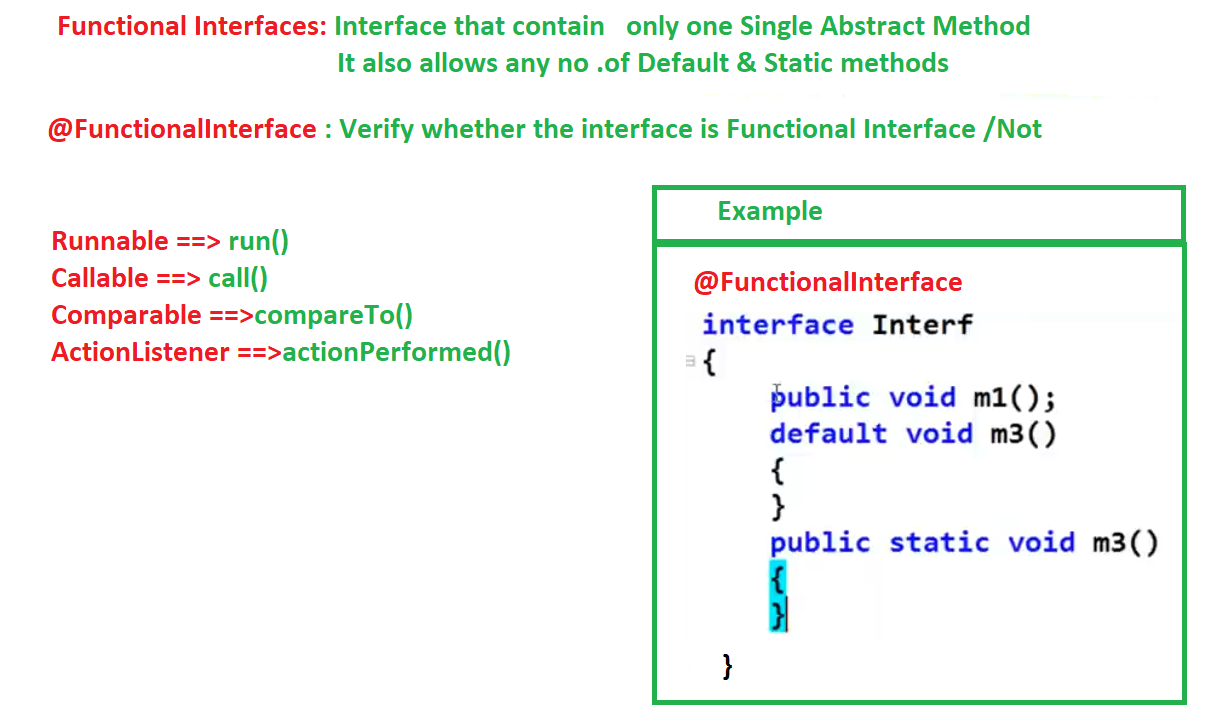 Functional Interfaces: Interface that contain only one Single Abstract Method
It also allows any no .of Default & Static methods
@FunctionalInterface : Verify whether the interface is Functional Interface /Not
Runnable ==> run()
Callable ==> call()
Comparable ==>compareTo()
ActionListener ==>actionPerformed()
Example
@FunctionalInterface
interface Interf
{
public void m1();
default void m3()
{
}
public static void m3()
{
}
}